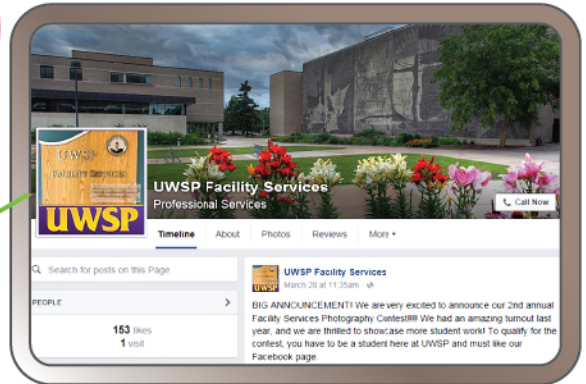 UWSP
FACILITY SERVICES
UWSP
UWSP Facility Services
Professional Services
Call Now
Timeline
About
Photos
Reviews
More
Search for posts on this Page
PEOPLE
153 likes
1 visit
UWSP
UWSP Facility Services
March 28 at 11:35am
BIG ANNOUNCEMENT! We are very excited to announce our 2nd annual
Facility Services Photography Contest!!!!! We had an amazing turnout last
year, and we are thrilled to showcase more student work! To qualify for the
contest, you have to be a student here at UWSP and must like our
Facebook page.